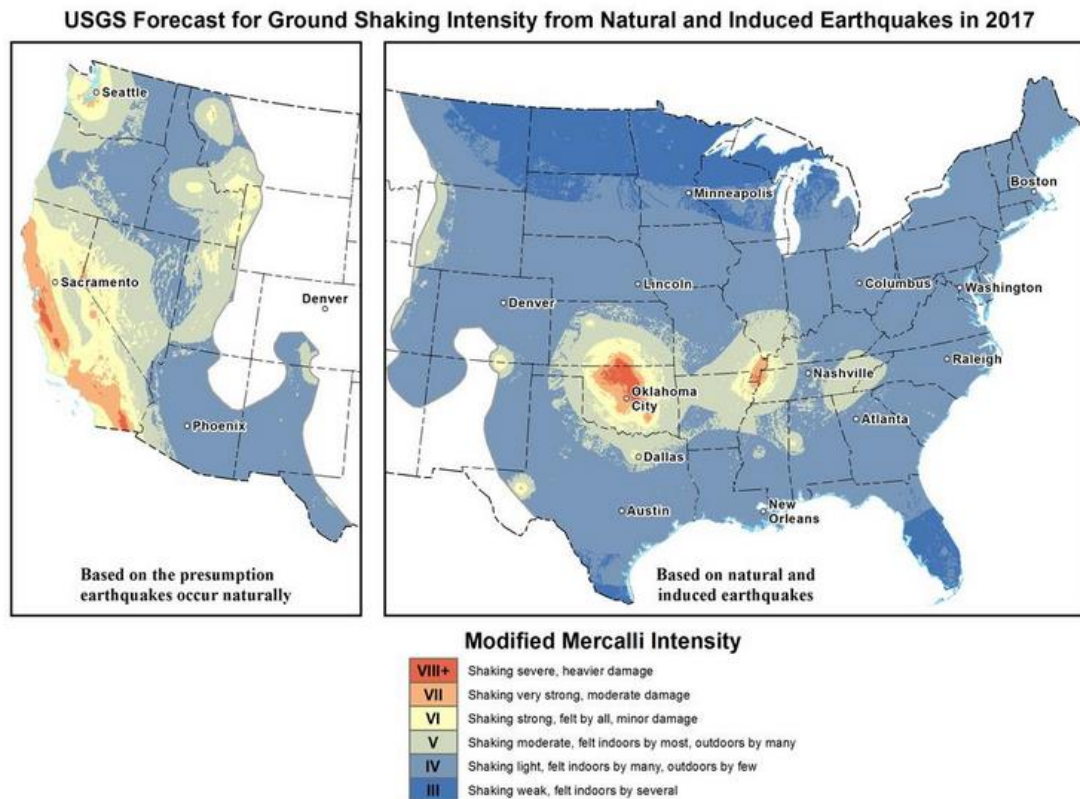 USGS Forecast for Ground Shaking Intensity from Natural and Induced Earthquakes in 2017
Seattle
Sacramento
Denver
Phoenix
Based on the presumption
earthquakes occur naturally
Minneapolis
Boston
Lincoln
Columbus
Washington
Denver
Raleigh
Nashville
Oklahoma
City
Atlanta
Dallas
Austin
New
Orleans
Based on natural and
induced earthquakes
Modified Mercalli Intensity
VIII+ Shaking severe, heavier damage
VII Shaking very strong, moderate damage
VI Shaking strong, felt by all, minor damage
V Shaking moderate, felt indoors by most, outdoors by many
IV Shaking light, felt indoors by many, outdoors by few
III Shaking weak, felt indoors by several